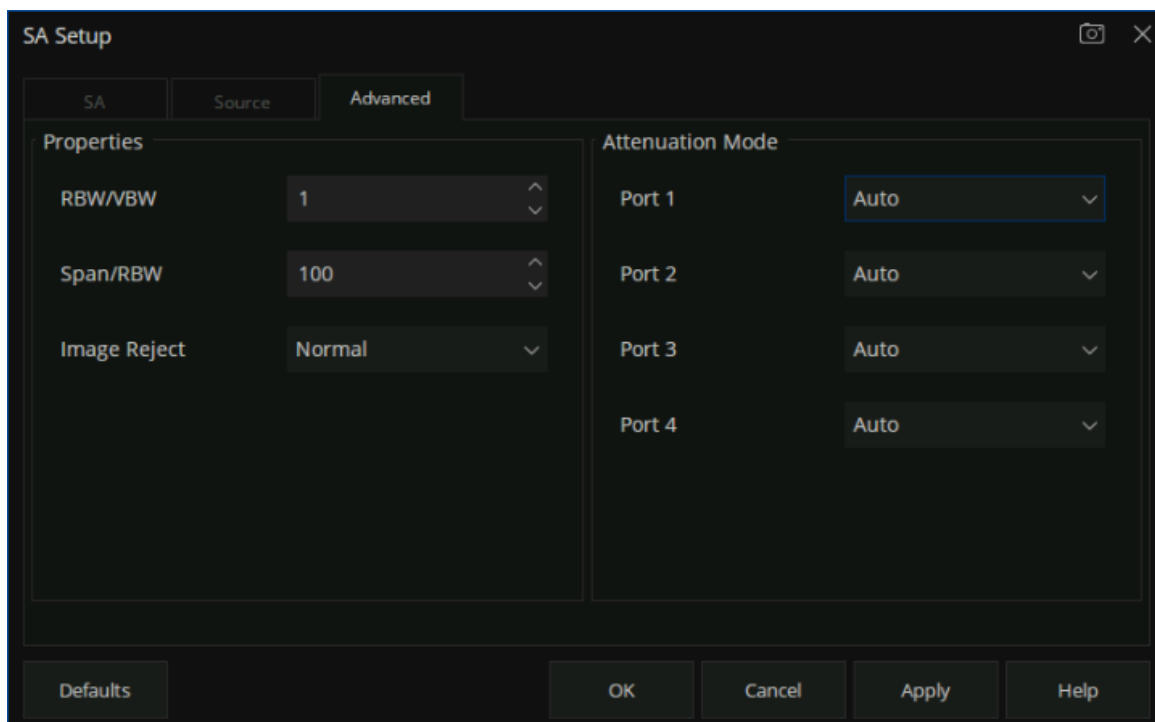 SA Setup
SA Source Advanced
Properties
RBW/VBW 1
Span/RBW 100
Image Reject Normal
Attenuation Mode
Port 1 Auto
Port 2 Auto
Port 3 Auto
Port 4 Auto
Defaults OK Cancel Apply Help